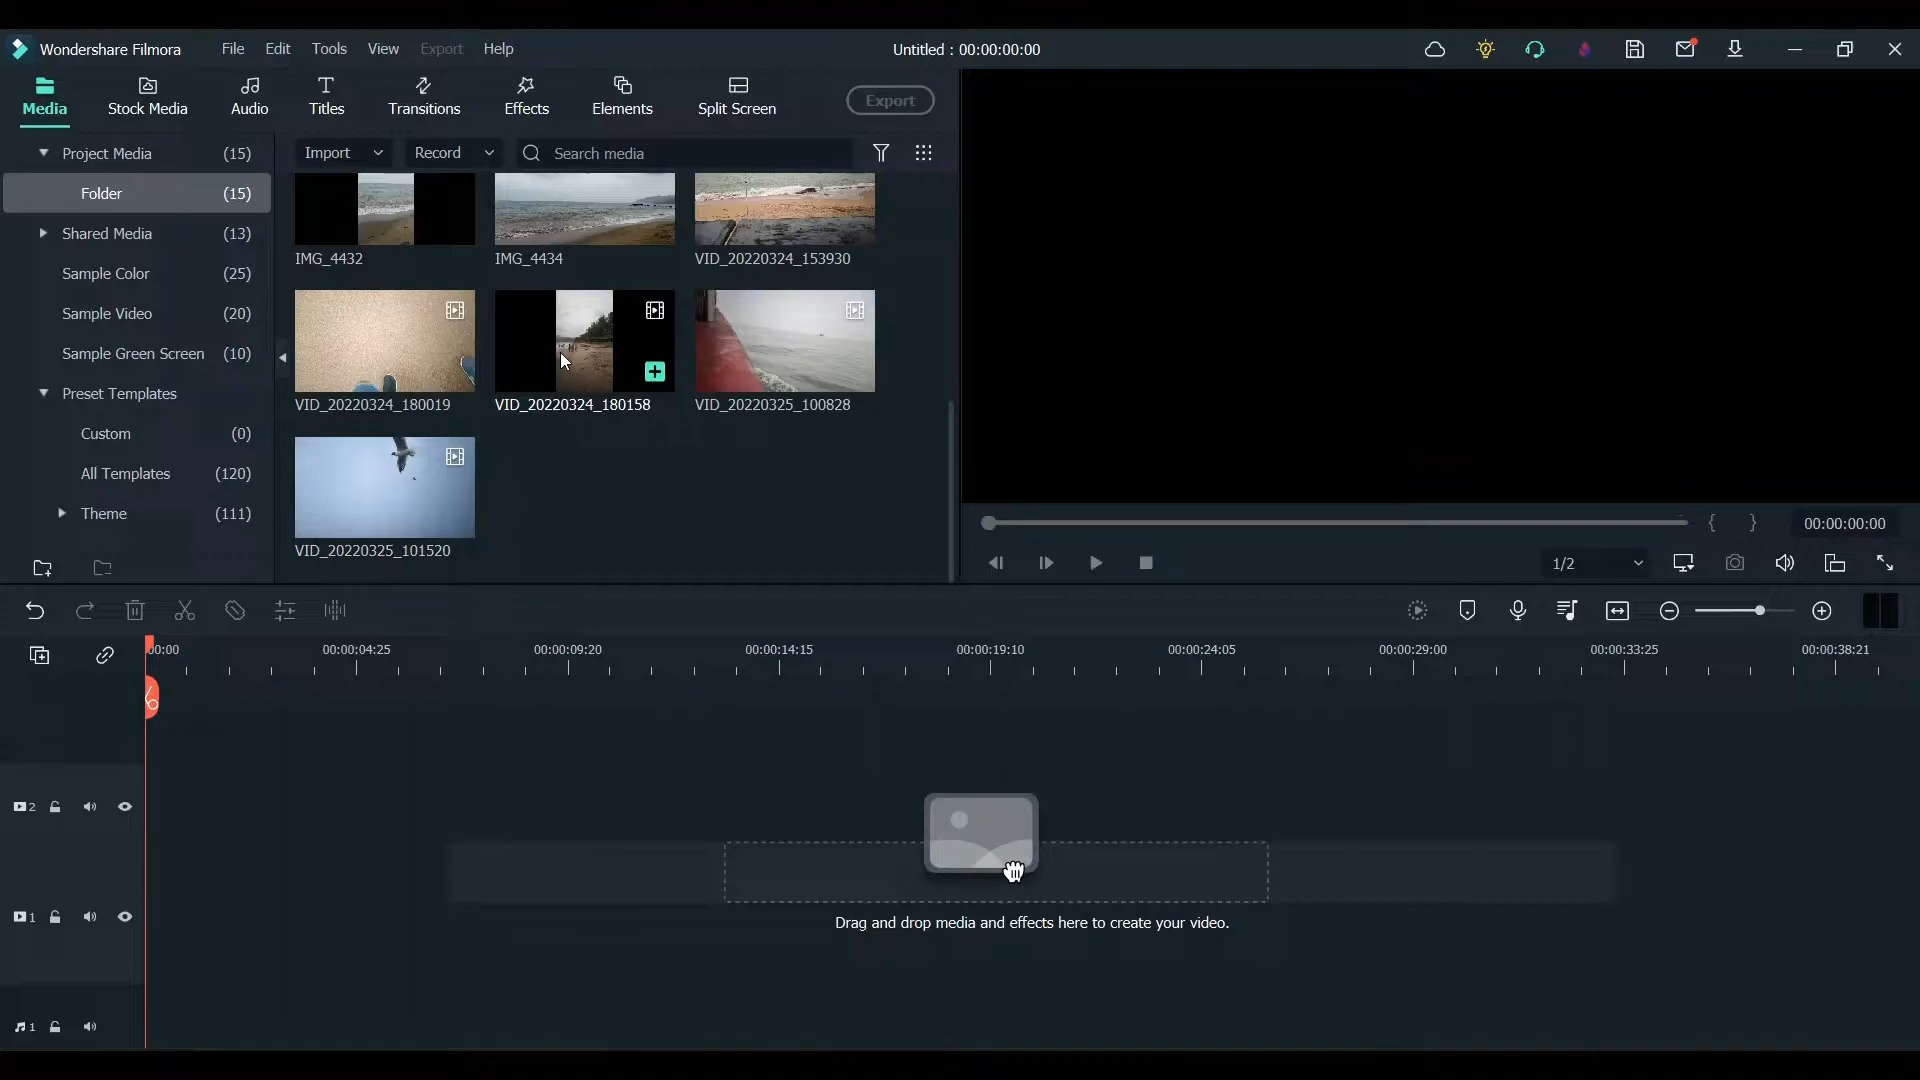 Wondershare Filmora File Edit Tools View Export Help Untitled : 00:00:00:00
Media Stock Media Audio Titles Transitions Effects Elements Split Screen Export
Project Media (15)
Folder (15)
Shared Media (13)
Sample Color (25)
Sample Video (20)
Sample Green Screen (10)
Preset Templates
Custom (0)
All Templates (120)
Theme (111)
Import Record Search media
IMG_4432 IMG_4434 VID_20220324_153930
VID_20220324_180019 VID_20220324_180158 VID_20220325_100828
VID_20220325_101520
00:00:00:00
1/2
00:00 00:00:04:25 00:00:09:20 00:00:14:15 00:00:19:10 00:00:24:05 00:00:29:00 00:00:33:25 00:00:38:21
2
1
Drag and drop media and effects here to create your video.
1